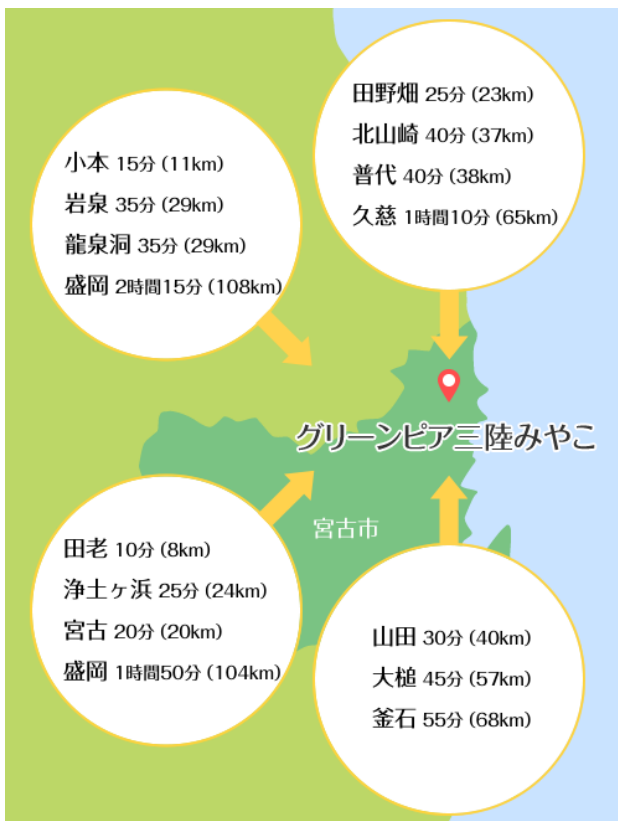 小本 15分 (11km)
岩泉 35分 (29km)
龍泉洞 35分 (29km)
盛岡 2時間15分 (108km)
田野畑 25分 (23km)
北山崎 40分 (37km)
普代 40分 (38km)
久慈 1時間10分 (65km)
グリーンピア三陸みやこ
宮古市
田老 10分 (8km)
浄土ヶ浜 25分 (24km)
宮古 20分 (20km)
盛岡 1時間50分 (104km)
山田 30分 (40km)
大槌 45分 (57km)
釜石 55分 (68km)